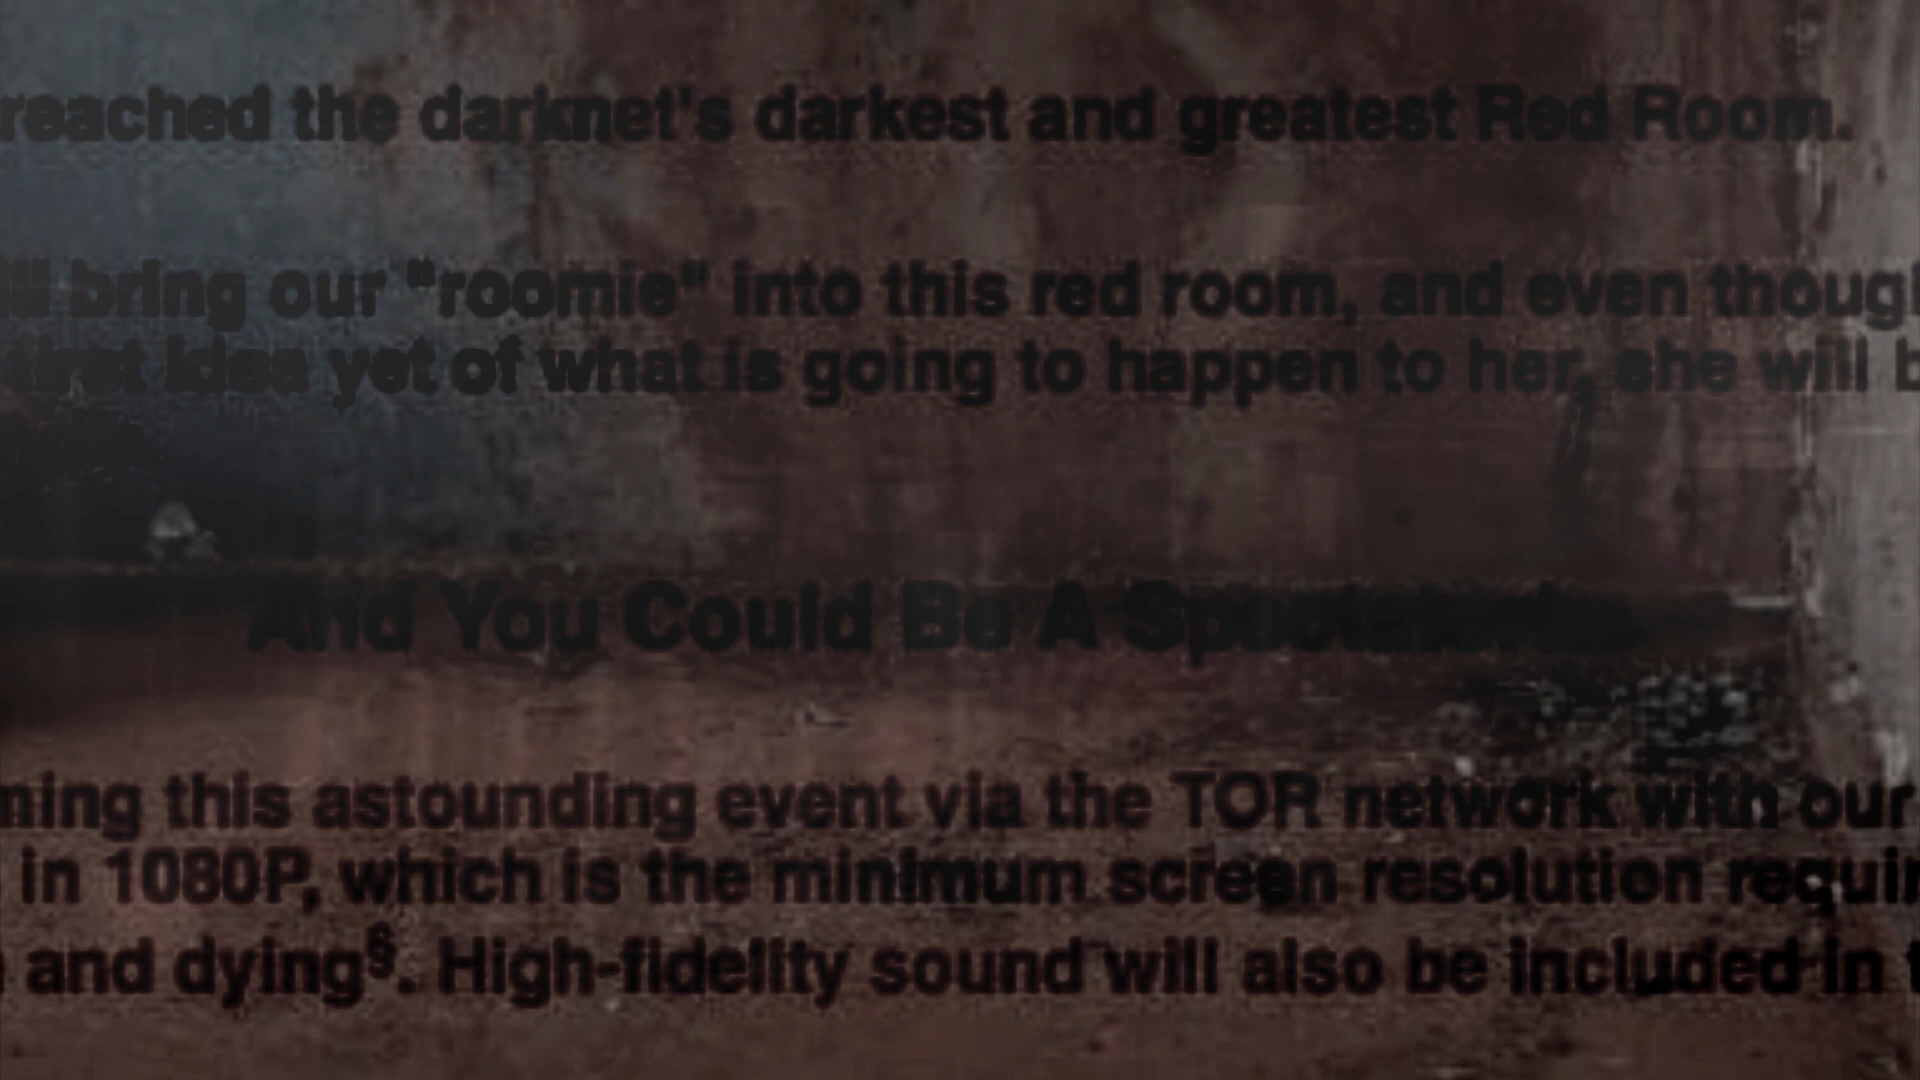 reached the darknet's darkest and greatest Red Room.
bring our "roomie" into this red room, and even
first idea yet of what is going to happen to her, she will
And You Could Be A
this astounding event via the TOR network with our
in 1080P, which is the minimum screen resolution
and dying§. High-fidelity sound will also be included in